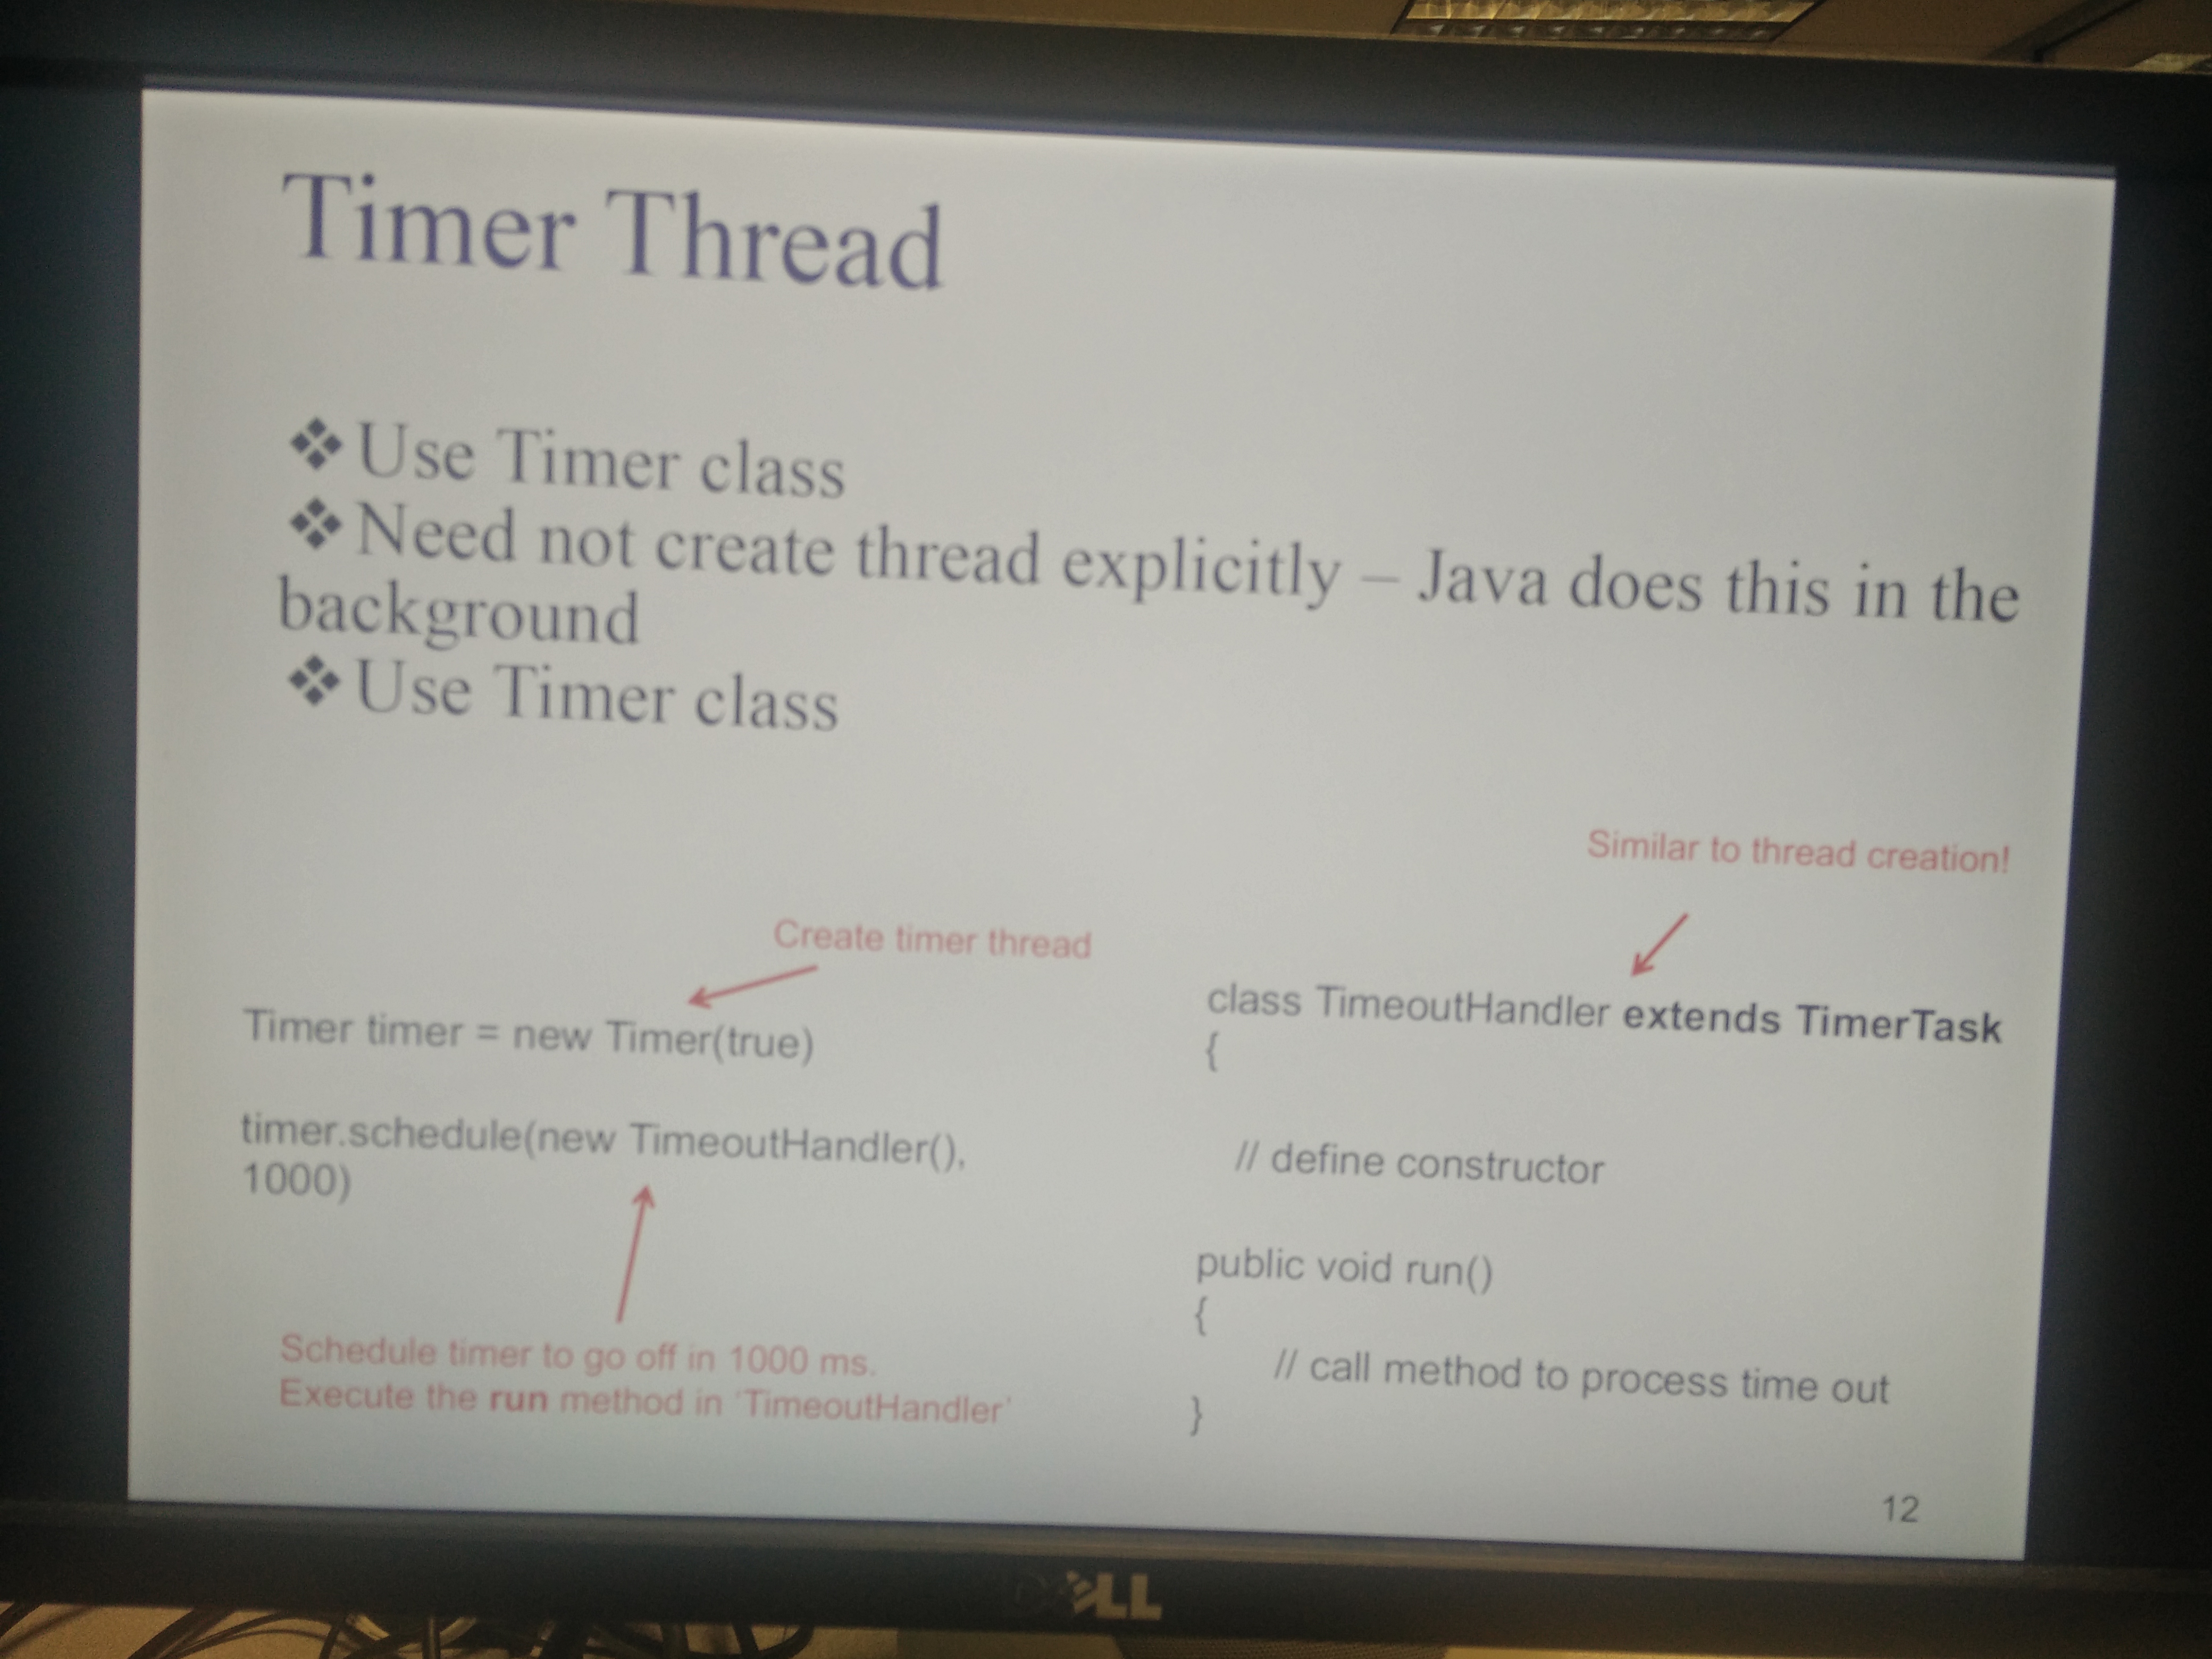 Timer Thread
❖Use Timer class
❖Need not create thread explicitly – Java does this in the
background
❖Use Timer class
Create timer thread
Timer timer = new Timer(true)
timer.schedule(new TimeoutHandler(),
1000)
Schedule timer to go off in 1000 ms.
Execute the run method in 'TimeoutHandler'
Similar to thread creation!
class TimeoutHandler extends TimerTask
{
// define constructor
public void run()
{
// call method to process time out
}
12
DELL